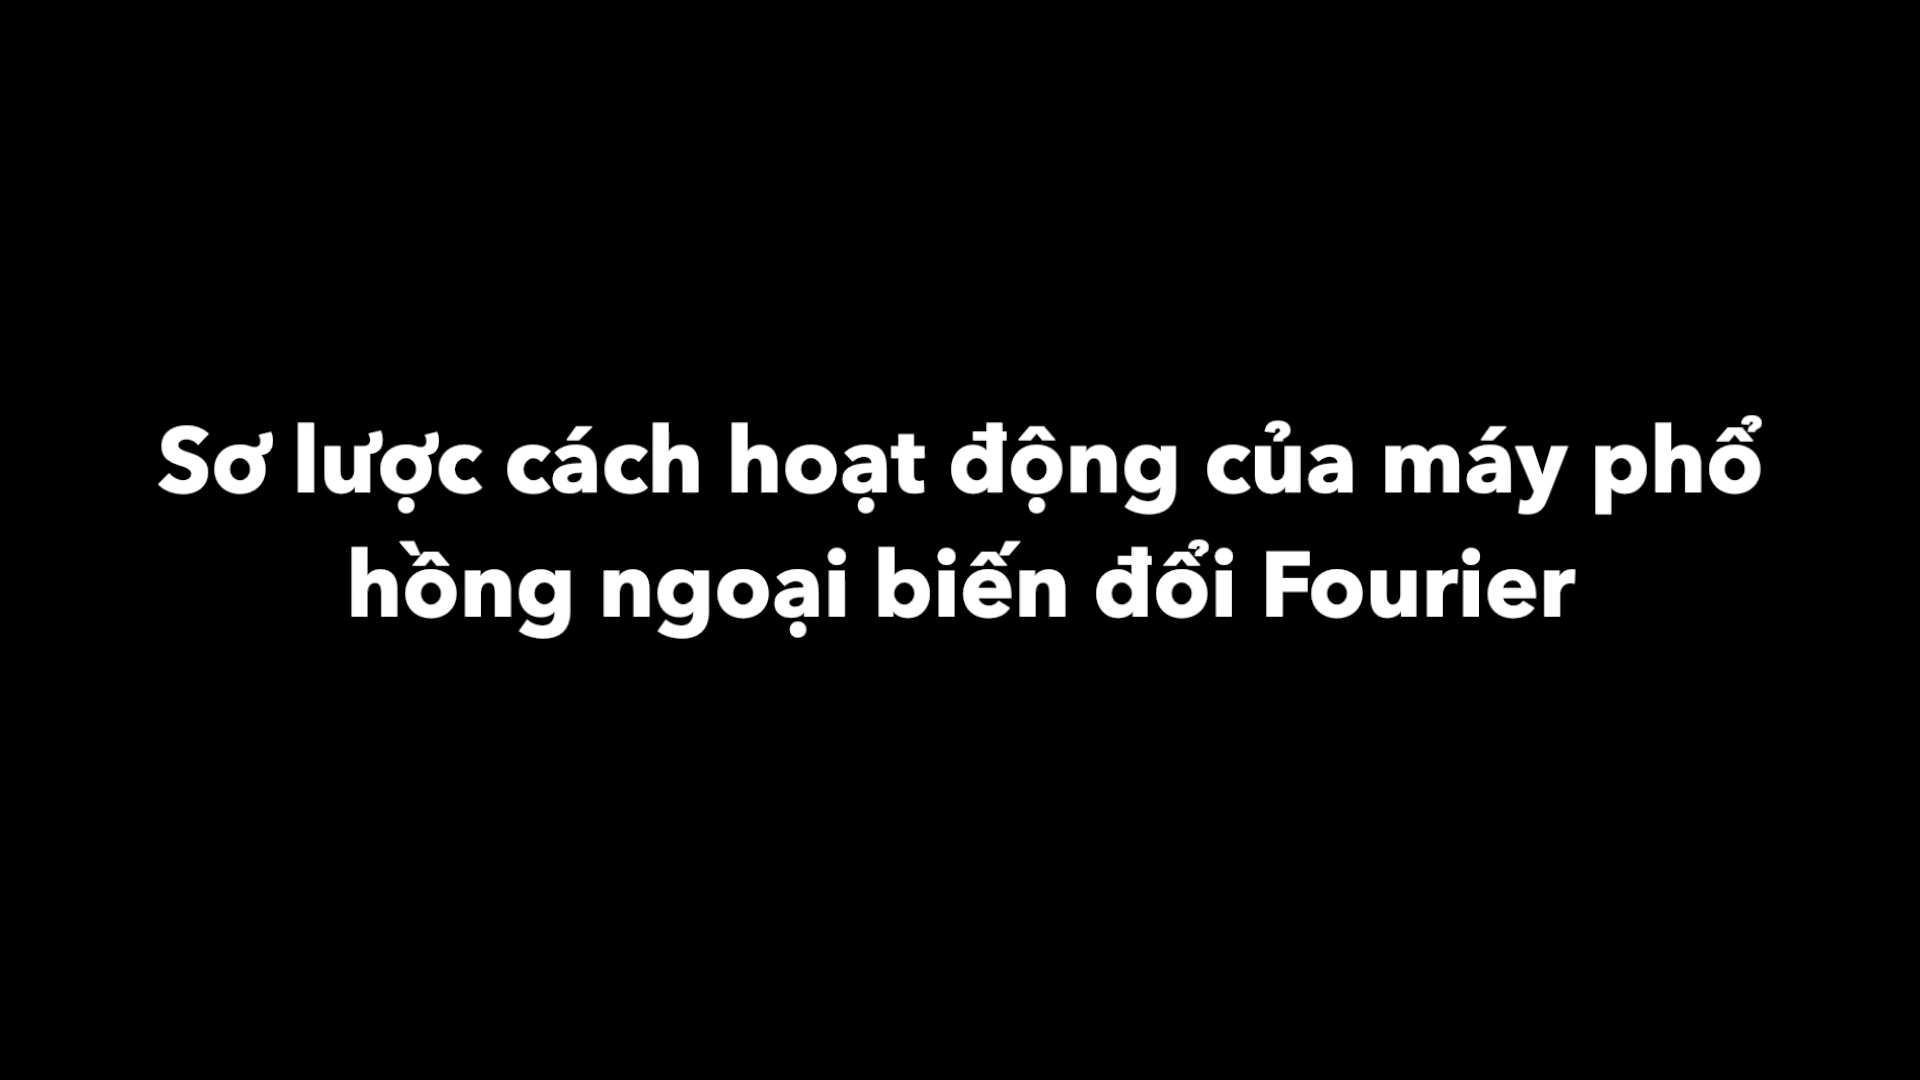 Sơ lược cách hoạt động của máy phổ
hồng ngoại biến đổi Fourier